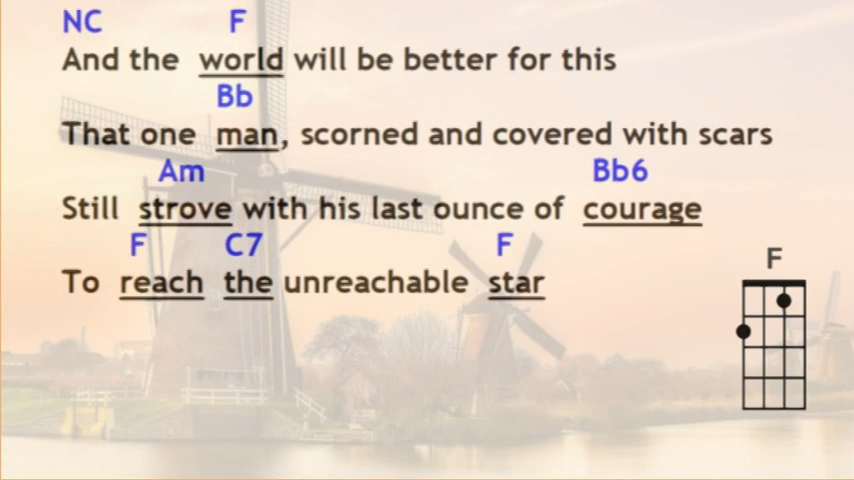 NC F
And the world will be better for this
Bb
That one man, scorned and covered with scars
Am Bb6
Still strove with his last ounce of courage
F C7 F
To reach the unreachable star
F